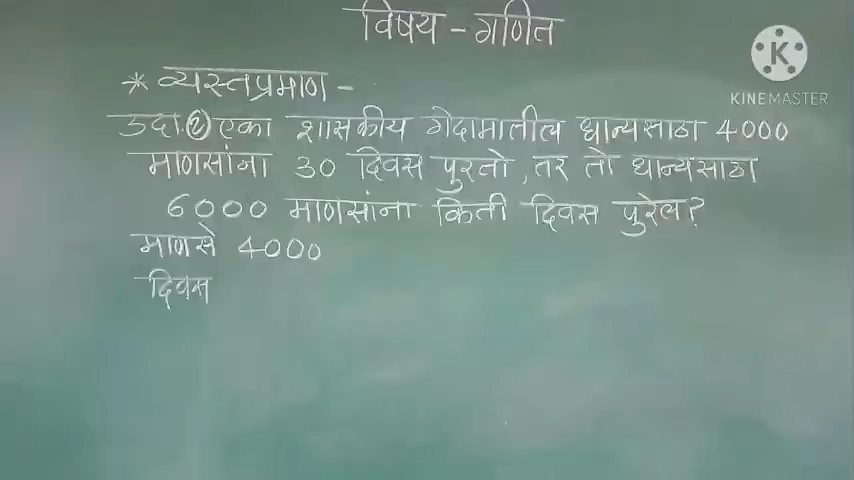 विषय - गणित
K
KINEMASTER
* व्यस्तप्रमाण -
उदा.(१) एका शासकीय गोदामातील धान्यसाठा 4000
माणसांना 30 दिवस पुरतो, तर तो धान्यसाठा
6000 माणसांना किती दिवस पुरेल?
माणसे 4000
दिवस